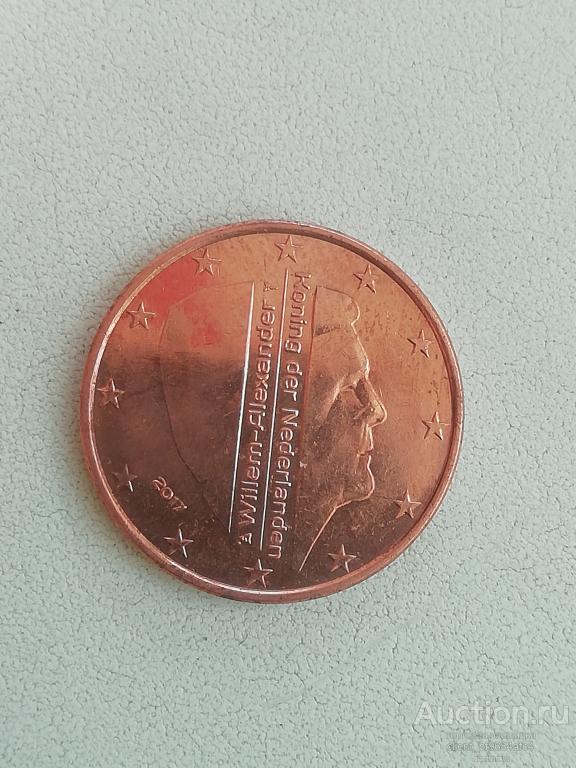 Willem-Alexander
Koning der Nederlanden
2017
Auction.ru